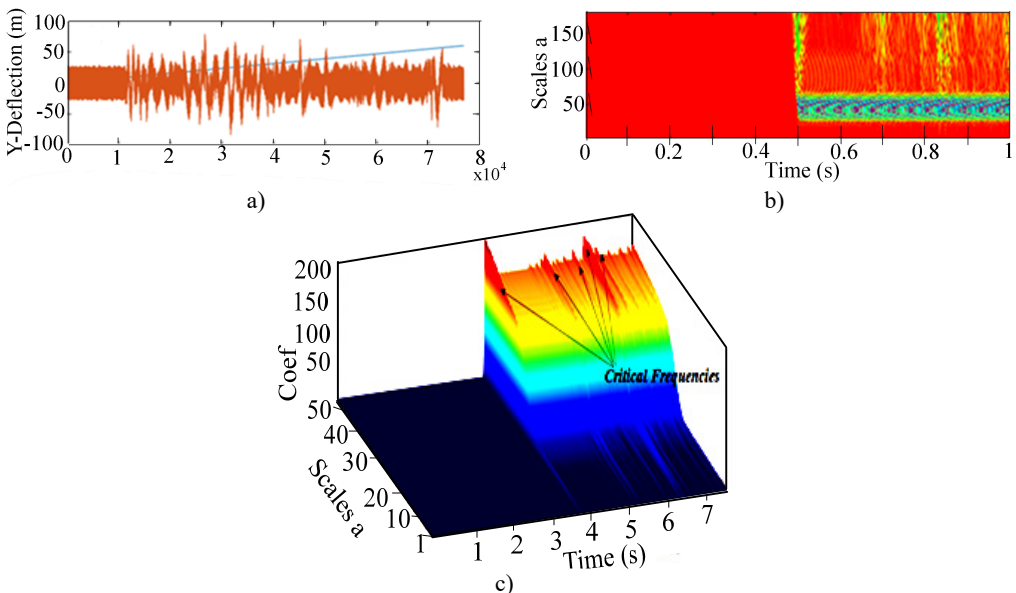 Y-Deflection (m)
100
50
0
-50
-100
0 1 2 3 4 5 6 7 8
x10⁴
a)
Scales a
150
100
50
0 0.2 0.4 0.6 0.8 1
Time (s)
b)
Coef
200
150
100
50
50
40
30
20
10
1
Scales a
Critical Frequencies
1 2 3 4 5 6 7
Time (s)
c)